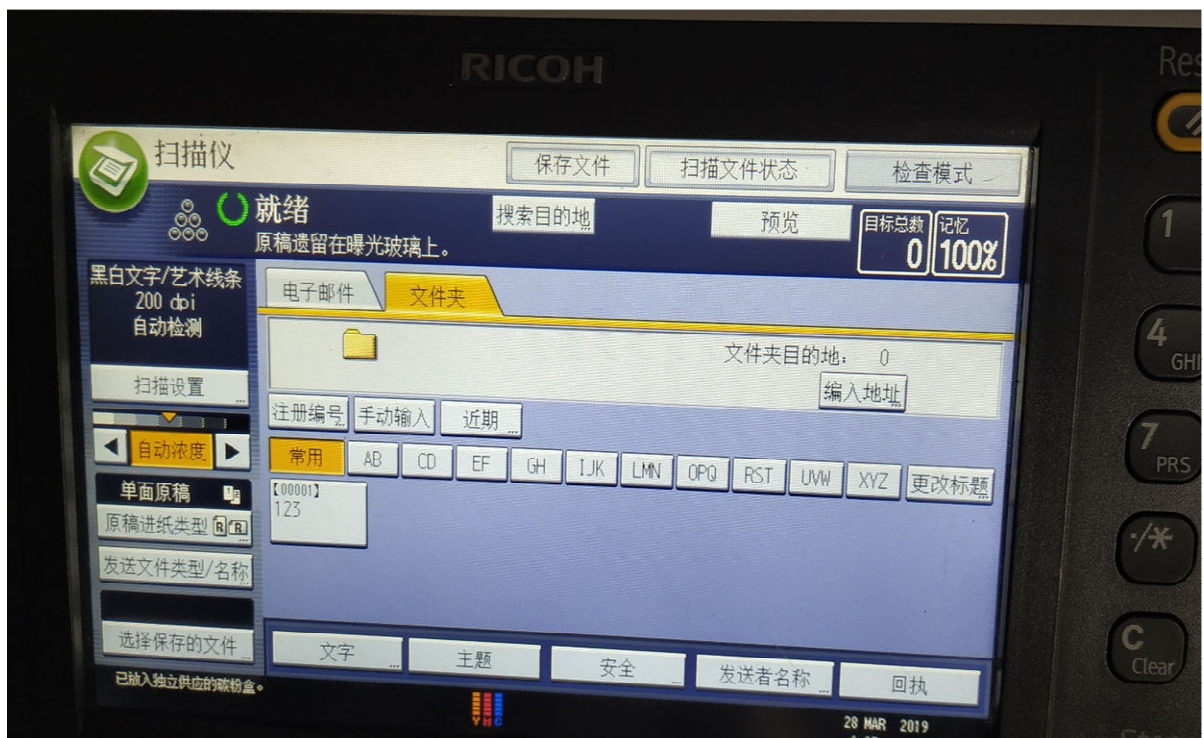 RICOH
扫描仪
保存文件
扫描文件状态
检查模式
就绪
搜索目的地
预览
目标总数
0
记忆
100%
原稿遗留在曝光玻璃上。
黑白文字/艺术线条
200 dpi
自动检测
扫描设置
自动浓度
单面原稿
原稿进纸类型
发送文件类型/名称
选择保存的文件
电子邮件
文件夹
文件夹目的地: 0
编入地址
注册编号
手动输入
近期
常用 AB CD EF GH IJK LMN OPQ RST UVW XYZ 更改标题
【00001】
123
文字
主题
安全
发送者名称
回执
已放入独立供应的碳粉盒。
Y M C
28 MAR 2019
Res
1
4
GHI
7
PRS
·/*
C
Clear